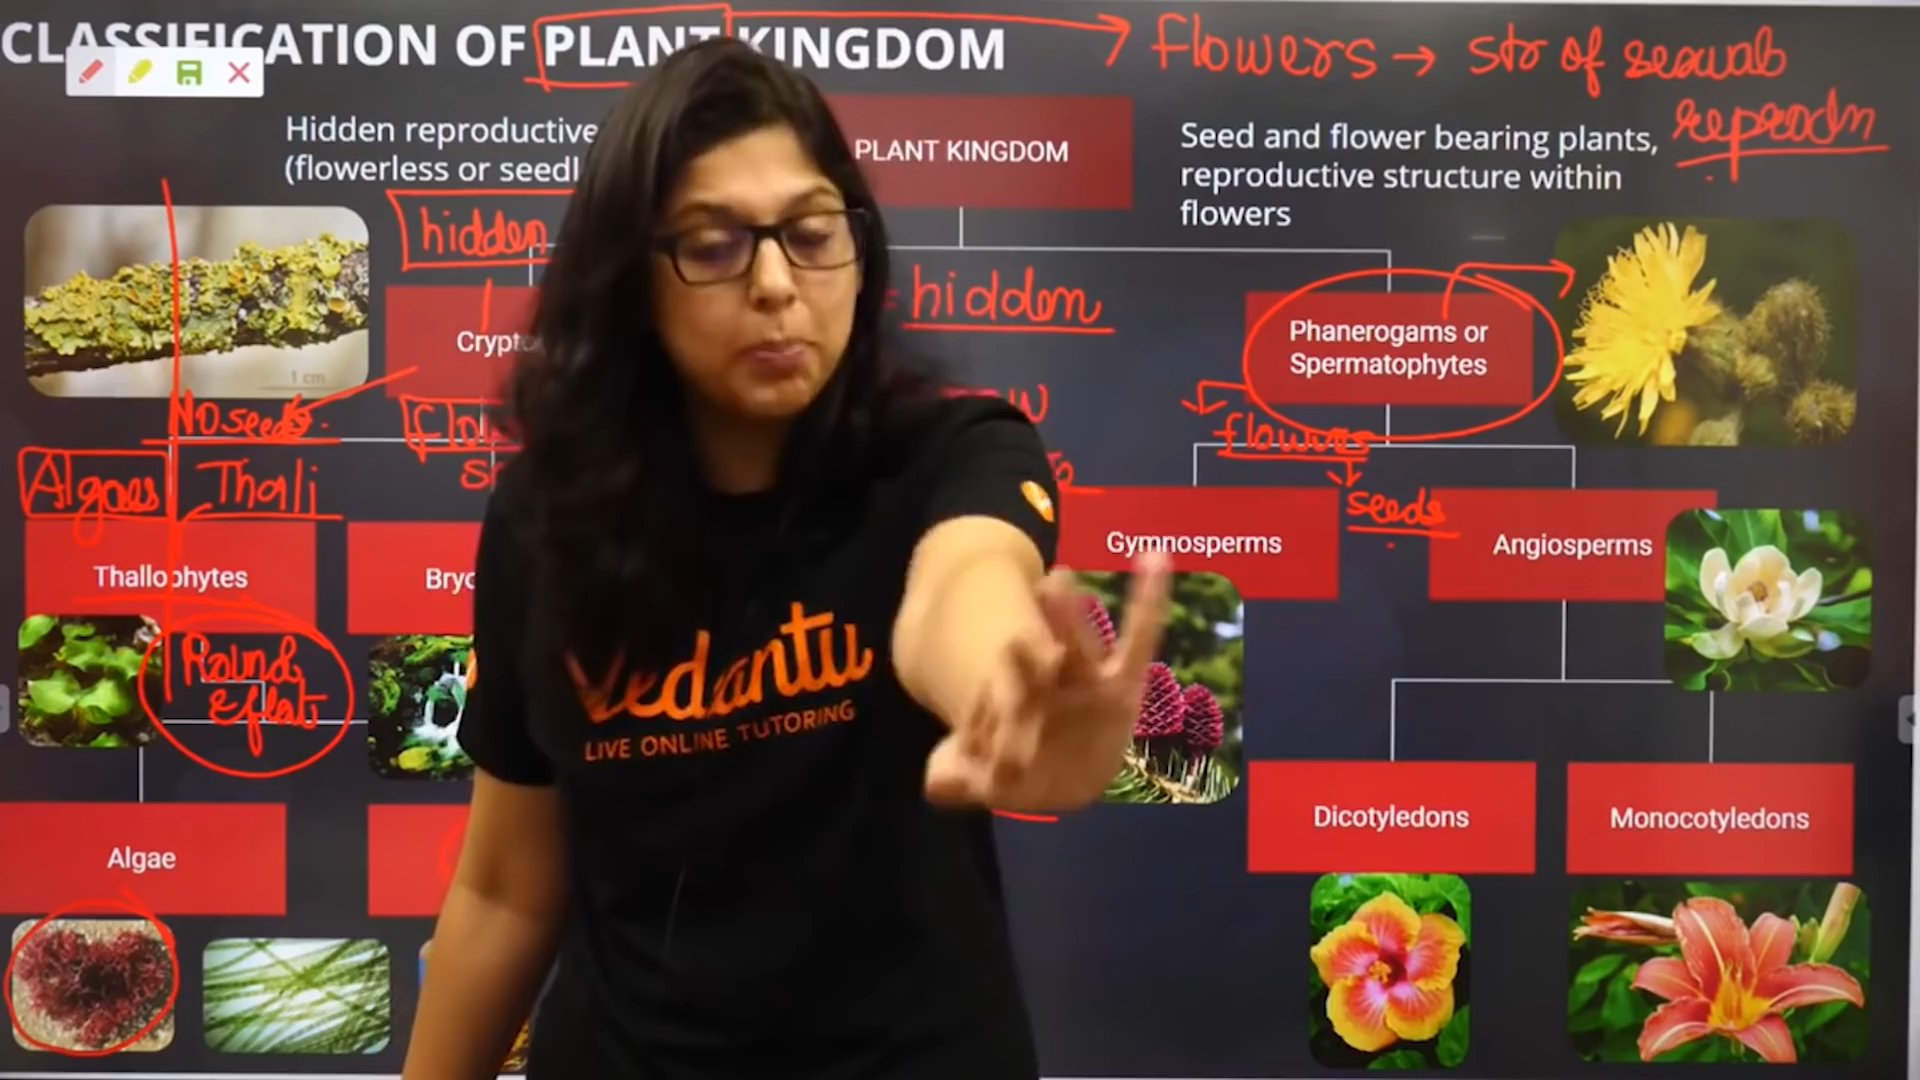 CLASSIFICATION OF PLANT KINGDOM
Flowers → str of sexual
reprodn
Hidden reproductive
(flowerless or seedl
PLANT KINGDOM
Seed and flower bearing plants,
reproductive structure within
flowers
hidden
= hidden
1 cm
Crypto
Phanerogams or
Spermatophytes
No seeds.
flowers
seeds
Algaes
Thali
Thallophytes
Bryo
Gymnosperms
Angiosperms
Round
& flat
Vedantu
LIVE ONLINE TUTORING
Algae
Dicotyledons
Monocotyledons